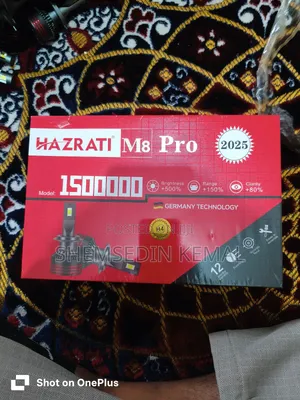 HAZRATI M8 Pro 2025
Model: 1500000
Brightness +500%
Range +150%
Clarity +80%
GERMANY TECHNOLOGY
H4
SHEMSEDIN KEMAL
12
Shot on OnePlus